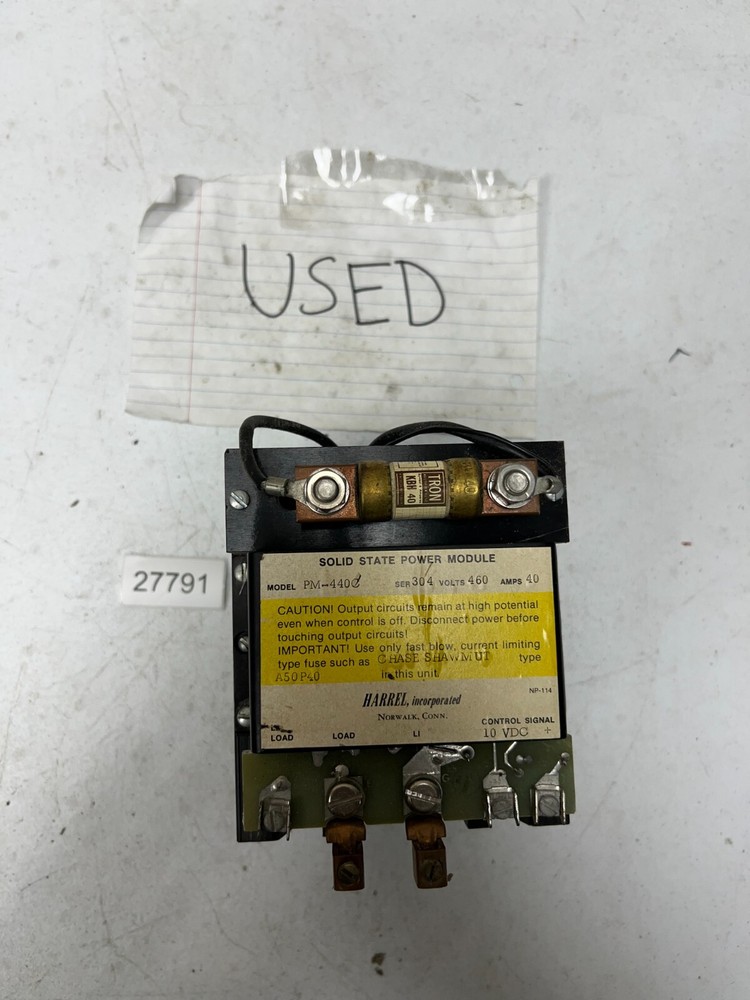 USED
TRON
KBH 40
27791
SOLID STATE POWER MODULE
MODEL PM-440C SER 304 VOLTS 460 AMPS 40
CAUTION! Output circuits remain at high potential
even when control is off. Disconnect power before
touching output circuits!
IMPORTANT! Use only fast blow, current limiting
type fuse such as CHASE SHAWMUT type
A50P40 in this unit.
HARREL, incorporated
NORWALK, CONN.
NP-114
CONTROL SIGNAL
LOAD LOAD LI 10 VDC +